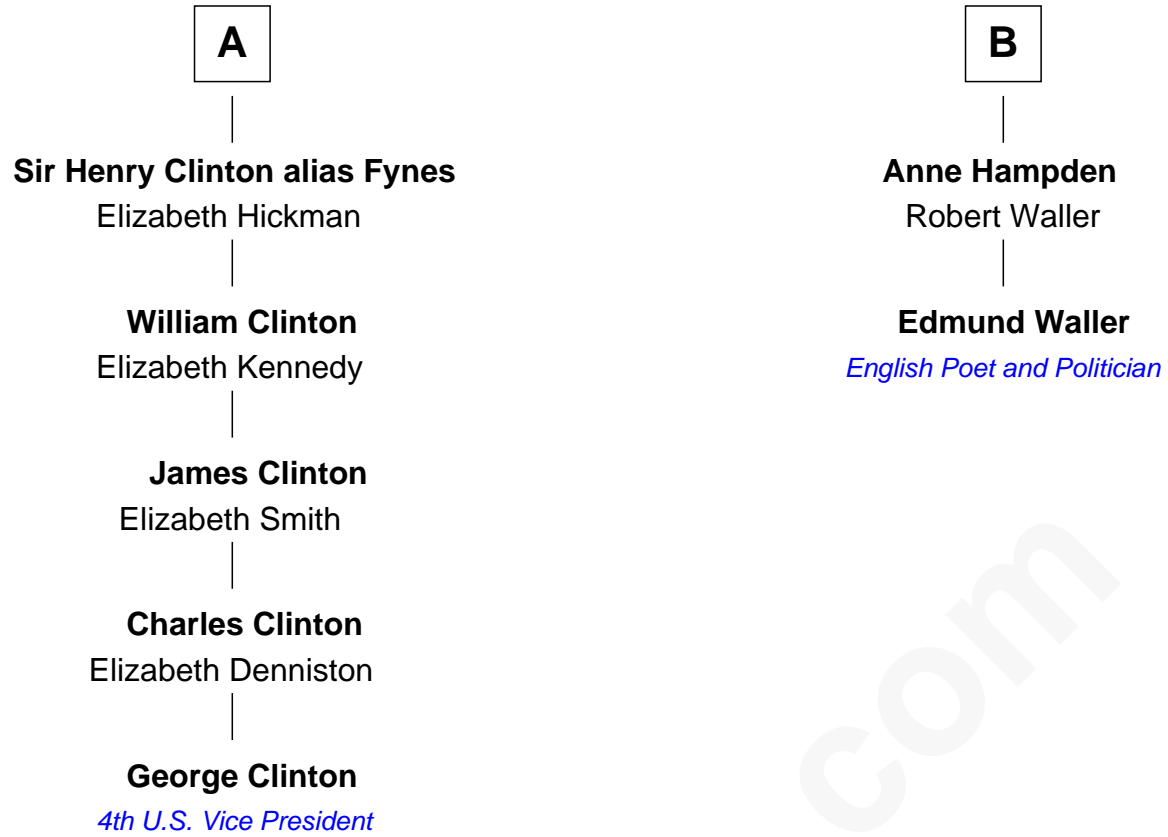 A
Sir Henry Clinton alias Fynes
Elizabeth Hickman
William Clinton
Elizabeth Kennedy
James Clinton
Elizabeth Smith
Charles Clinton
Elizabeth Denniston
George Clinton
4th U.S. Vice President
B
Anne Hampden
Robert Waller
Edmund Waller
English Poet and Politician
com